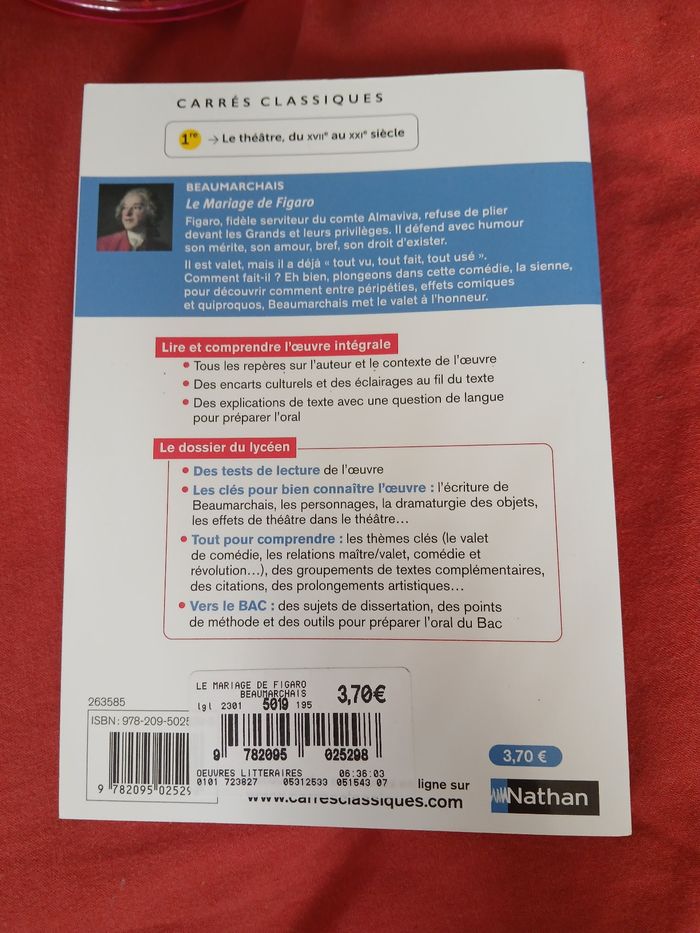 CARRÉS CLASSIQUES
1re → Le théâtre, du XVIIe au XXIe siècle
BEAUMARCHAIS
Le Mariage de Figaro
Figaro, fidèle serviteur du comte Almaviva, refuse de plier
devant les Grands et leurs privilèges. Il défend avec humour
son mérite, son amour, bref, son droit d'exister.
Il est valet, mais il a déjà « tout vu, tout fait, tout usé ».
Comment fait-il ? Eh bien, plongeons dans cette comédie, la sienne,
pour découvrir comment entre péripéties, effets comiques
et quiproquos, Beaumarchais met le valet à l'honneur.
Lire et comprendre l'œuvre intégrale
• Tous les repères sur l'auteur et le contexte de l'œuvre
• Des encarts culturels et des éclairages au fil du texte
• Des explications de texte avec une question de langue
pour préparer l'oral
Le dossier du lycéen
• Des tests de lecture de l'œuvre
• Les clés pour bien connaître l'œuvre : l'écriture de
Beaumarchais, les personnages, la dramaturgie des objets,
les effets de théâtre dans le théâtre...
• Tout pour comprendre : les thèmes clés (le valet
de comédie, les relations maître/valet, comédie et
révolution...), des groupements de textes complémentaires,
des citations, des prolongements artistiques...
• Vers le BAC : des sujets de dissertation, des points
de méthode et des outils pour préparer l'oral du Bac
263585
ISBN : 978-209-5025
9 782095 02529
LE MARIAGE DE FIGARO
BEAUMARCHAIS
3,70€
lgl 2301 5019 195
9 782095 025298
OEUVRES LITTERAIRES 06:36:03
0101 723827 05312533 051543 07
3,70 €
ligne sur
www.carresclassiques.com
Nathan